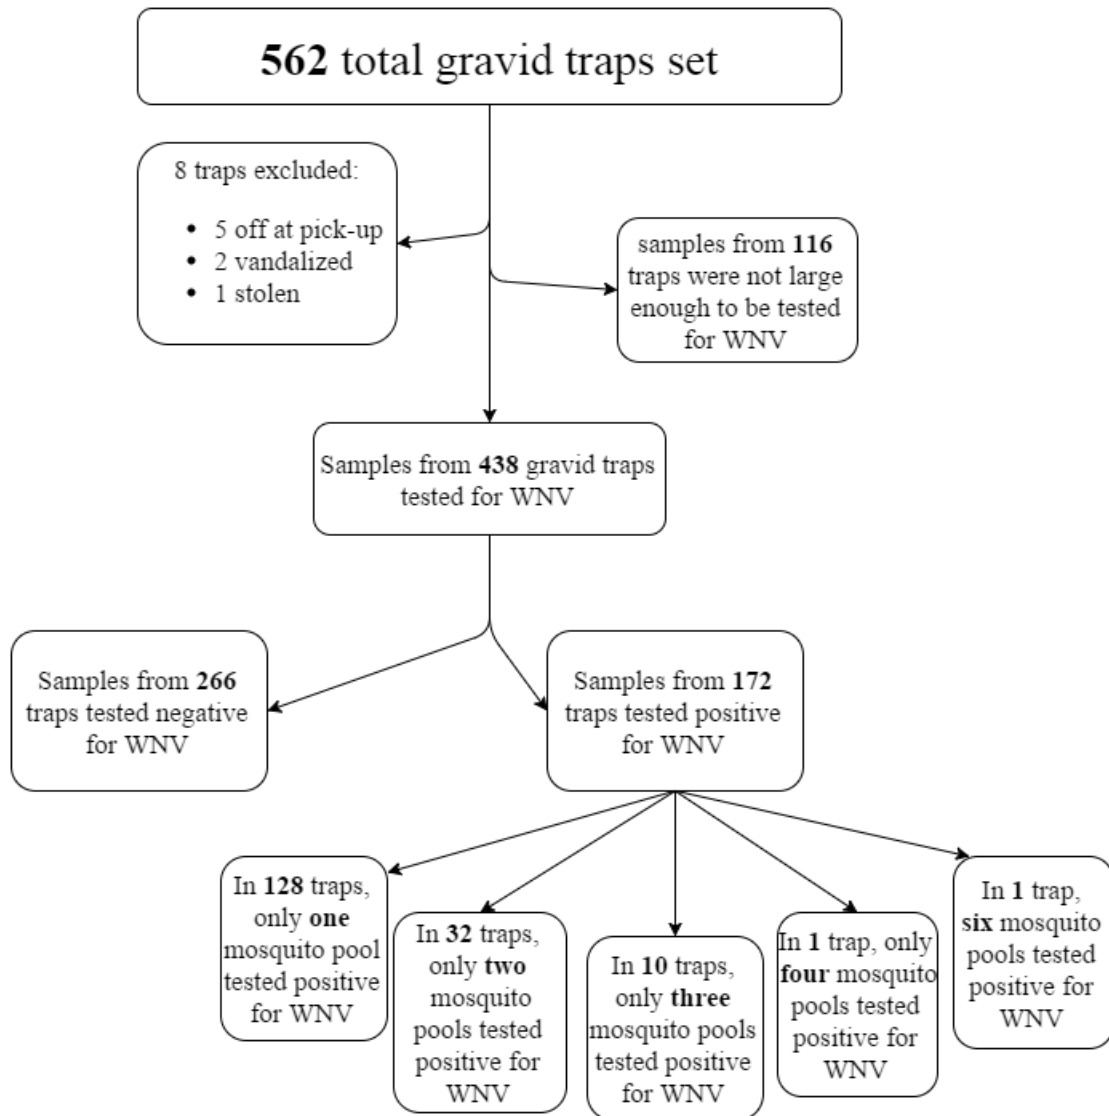 562 total gravid traps set
8 traps excluded:
• 5 off at pick-up
• 2 vandalized
• 1 stolen
samples from 116
traps were not large
enough to be tested
for WNV
Samples from 438 gravid traps
tested for WNV
Samples from 266
traps tested negative
for WNV
Samples from 172
traps tested positive
for WNV
In 128 traps,
only one
mosquito pool
tested positive
for WNV
In 32 traps,
only two
mosquito
pools tested
positive for
WNV
In 10 traps,
only three
mosquito pools
tested positive
for WNV
In 1 trap, only
four mosquito
pools tested
positive for
WNV
In 1 trap,
six mosquito
pools tested
positive for
WNV